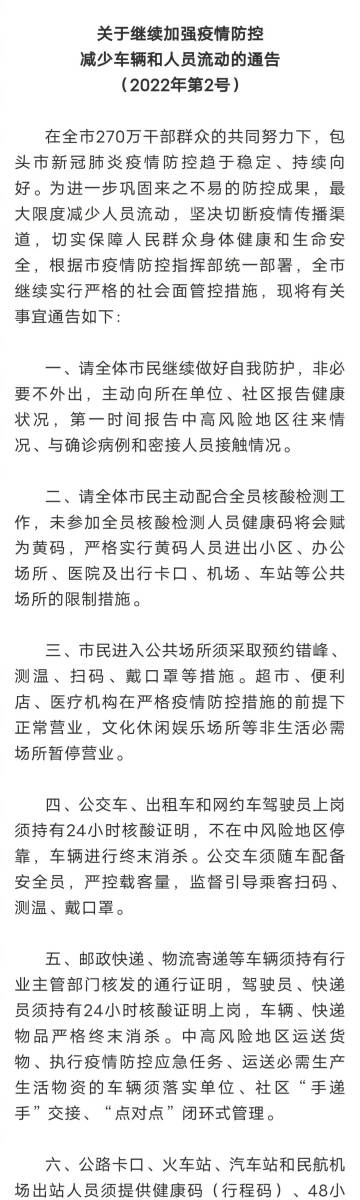 关于继续加强疫情防控
减少车辆和人员流动的通告
（2022年第2号）
在全市270万干部群众的共同努力下，包
头市新冠肺炎疫情防控趋于稳定、持续向
好。为进一步巩固来之不易的防控成果，最
大限度减少人员流动，坚决切断疫情传播渠
道，切实保障人民群众身体健康和生命安
全，根据市疫情防控指挥部统一部署，全市
继续实行严格的社会面管控措施，现将有关
事宜通告如下：
一、请全体市民继续做好自我防护，非必
要不外出，主动向所在单位、社区报告健康
状况，第一时间报告中高风险地区往来情
况、与确诊病例和密接人员接触情况。
二、请全体市民主动配合全员核酸检测工
作，未参加全员核酸检测人员健康码将会赋
为黄码，严格实行黄码人员进出小区、办公
场所、医院及出行卡口、机场、车站等公共
场所的限制措施。
三、市民进入公共场所须采取预约错峰、
测温、扫码、戴口罩等措施。超市、便利
店、医疗机构在严格疫情防控措施的前提下
正常营业，文化休闲娱乐场所等非生活必需
场所暂停营业。
四、公交车、出租车和网约车驾驶员上岗
须持有24小时核酸证明，不在中风险地区停
靠，车辆进行终末消杀。公交车须随车配备
安全员，严控载客量，监督引导乘客扫码、
测温、戴口罩。
五、邮政快递、物流寄递等车辆须持有行
业主管部门核发的通行证明，驾驶员、快递
员须持有24小时核酸证明上岗，车辆、快递
物品严格终末消杀。中高风险地区运送货
物、执行疫情防控应急任务、运送必需生产
生活物资的车辆须落实单位、社区“手递
手”交接、“点对点”闭环式管理。
六、公路卡口、火车站、汽车站和民航机
场出站人员须提供健康码（行程码）、48小